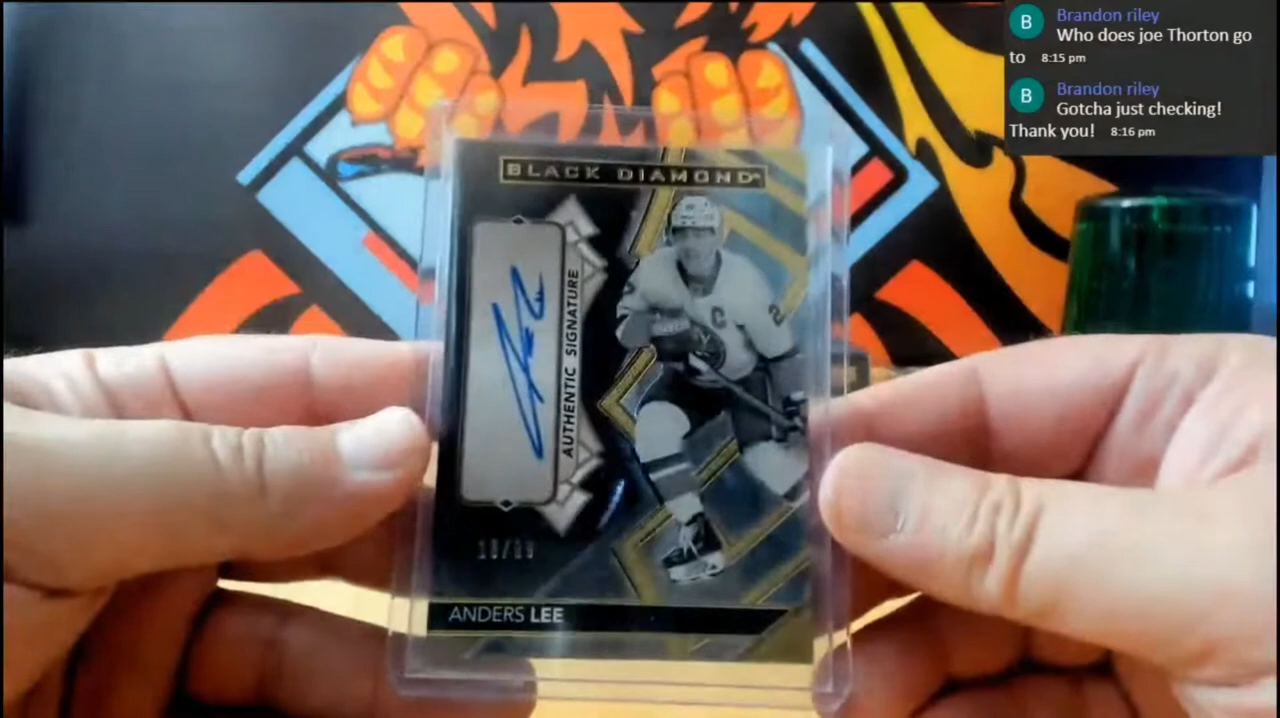 Brandon riley
Who does joe Thorton go
to 8:15 pm
Brandon riley
Gotcha just checking!
Thank you! 8:16 pm
BLACK DIAMOND
AUTHENTIC SIGNATURE
C
2
ANDERS LEE